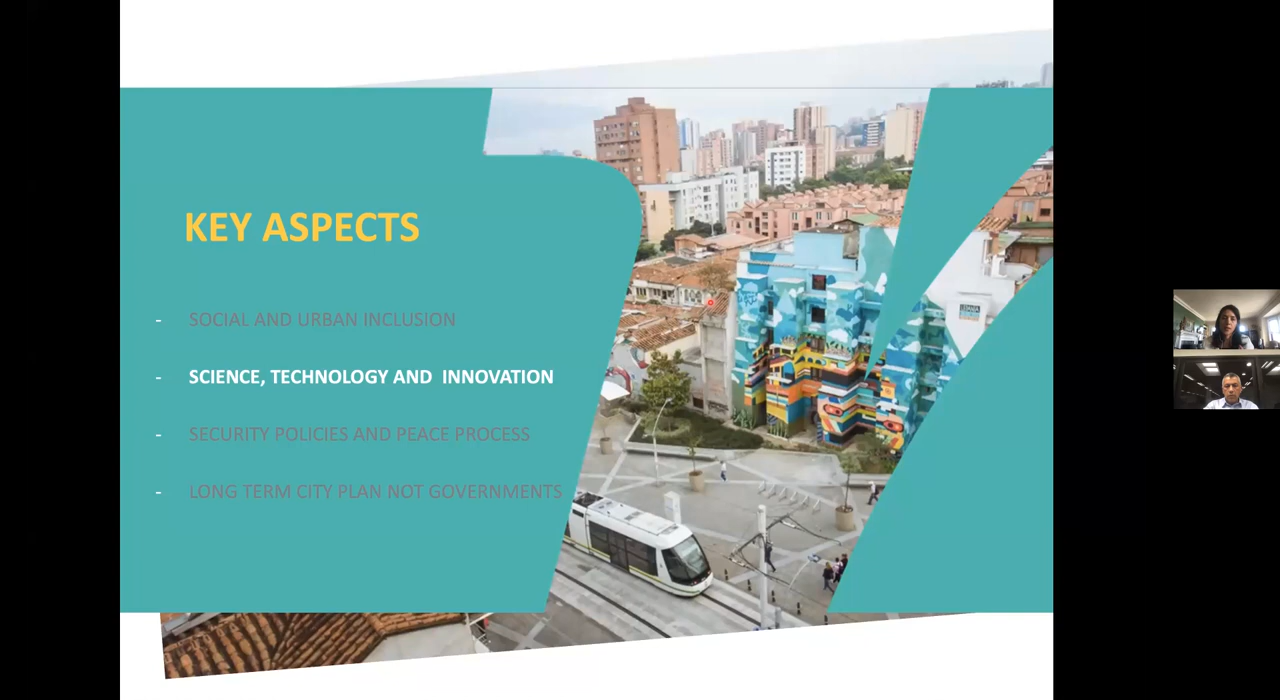 KEY ASPECTS
- SOCIAL AND URBAN INCLUSION
- SCIENCE, TECHNOLOGY AND INNOVATION
- SECURITY POLICIES AND PEACE PROCESS
- LONG TERM CITY PLAN NOT GOVERNMENTS